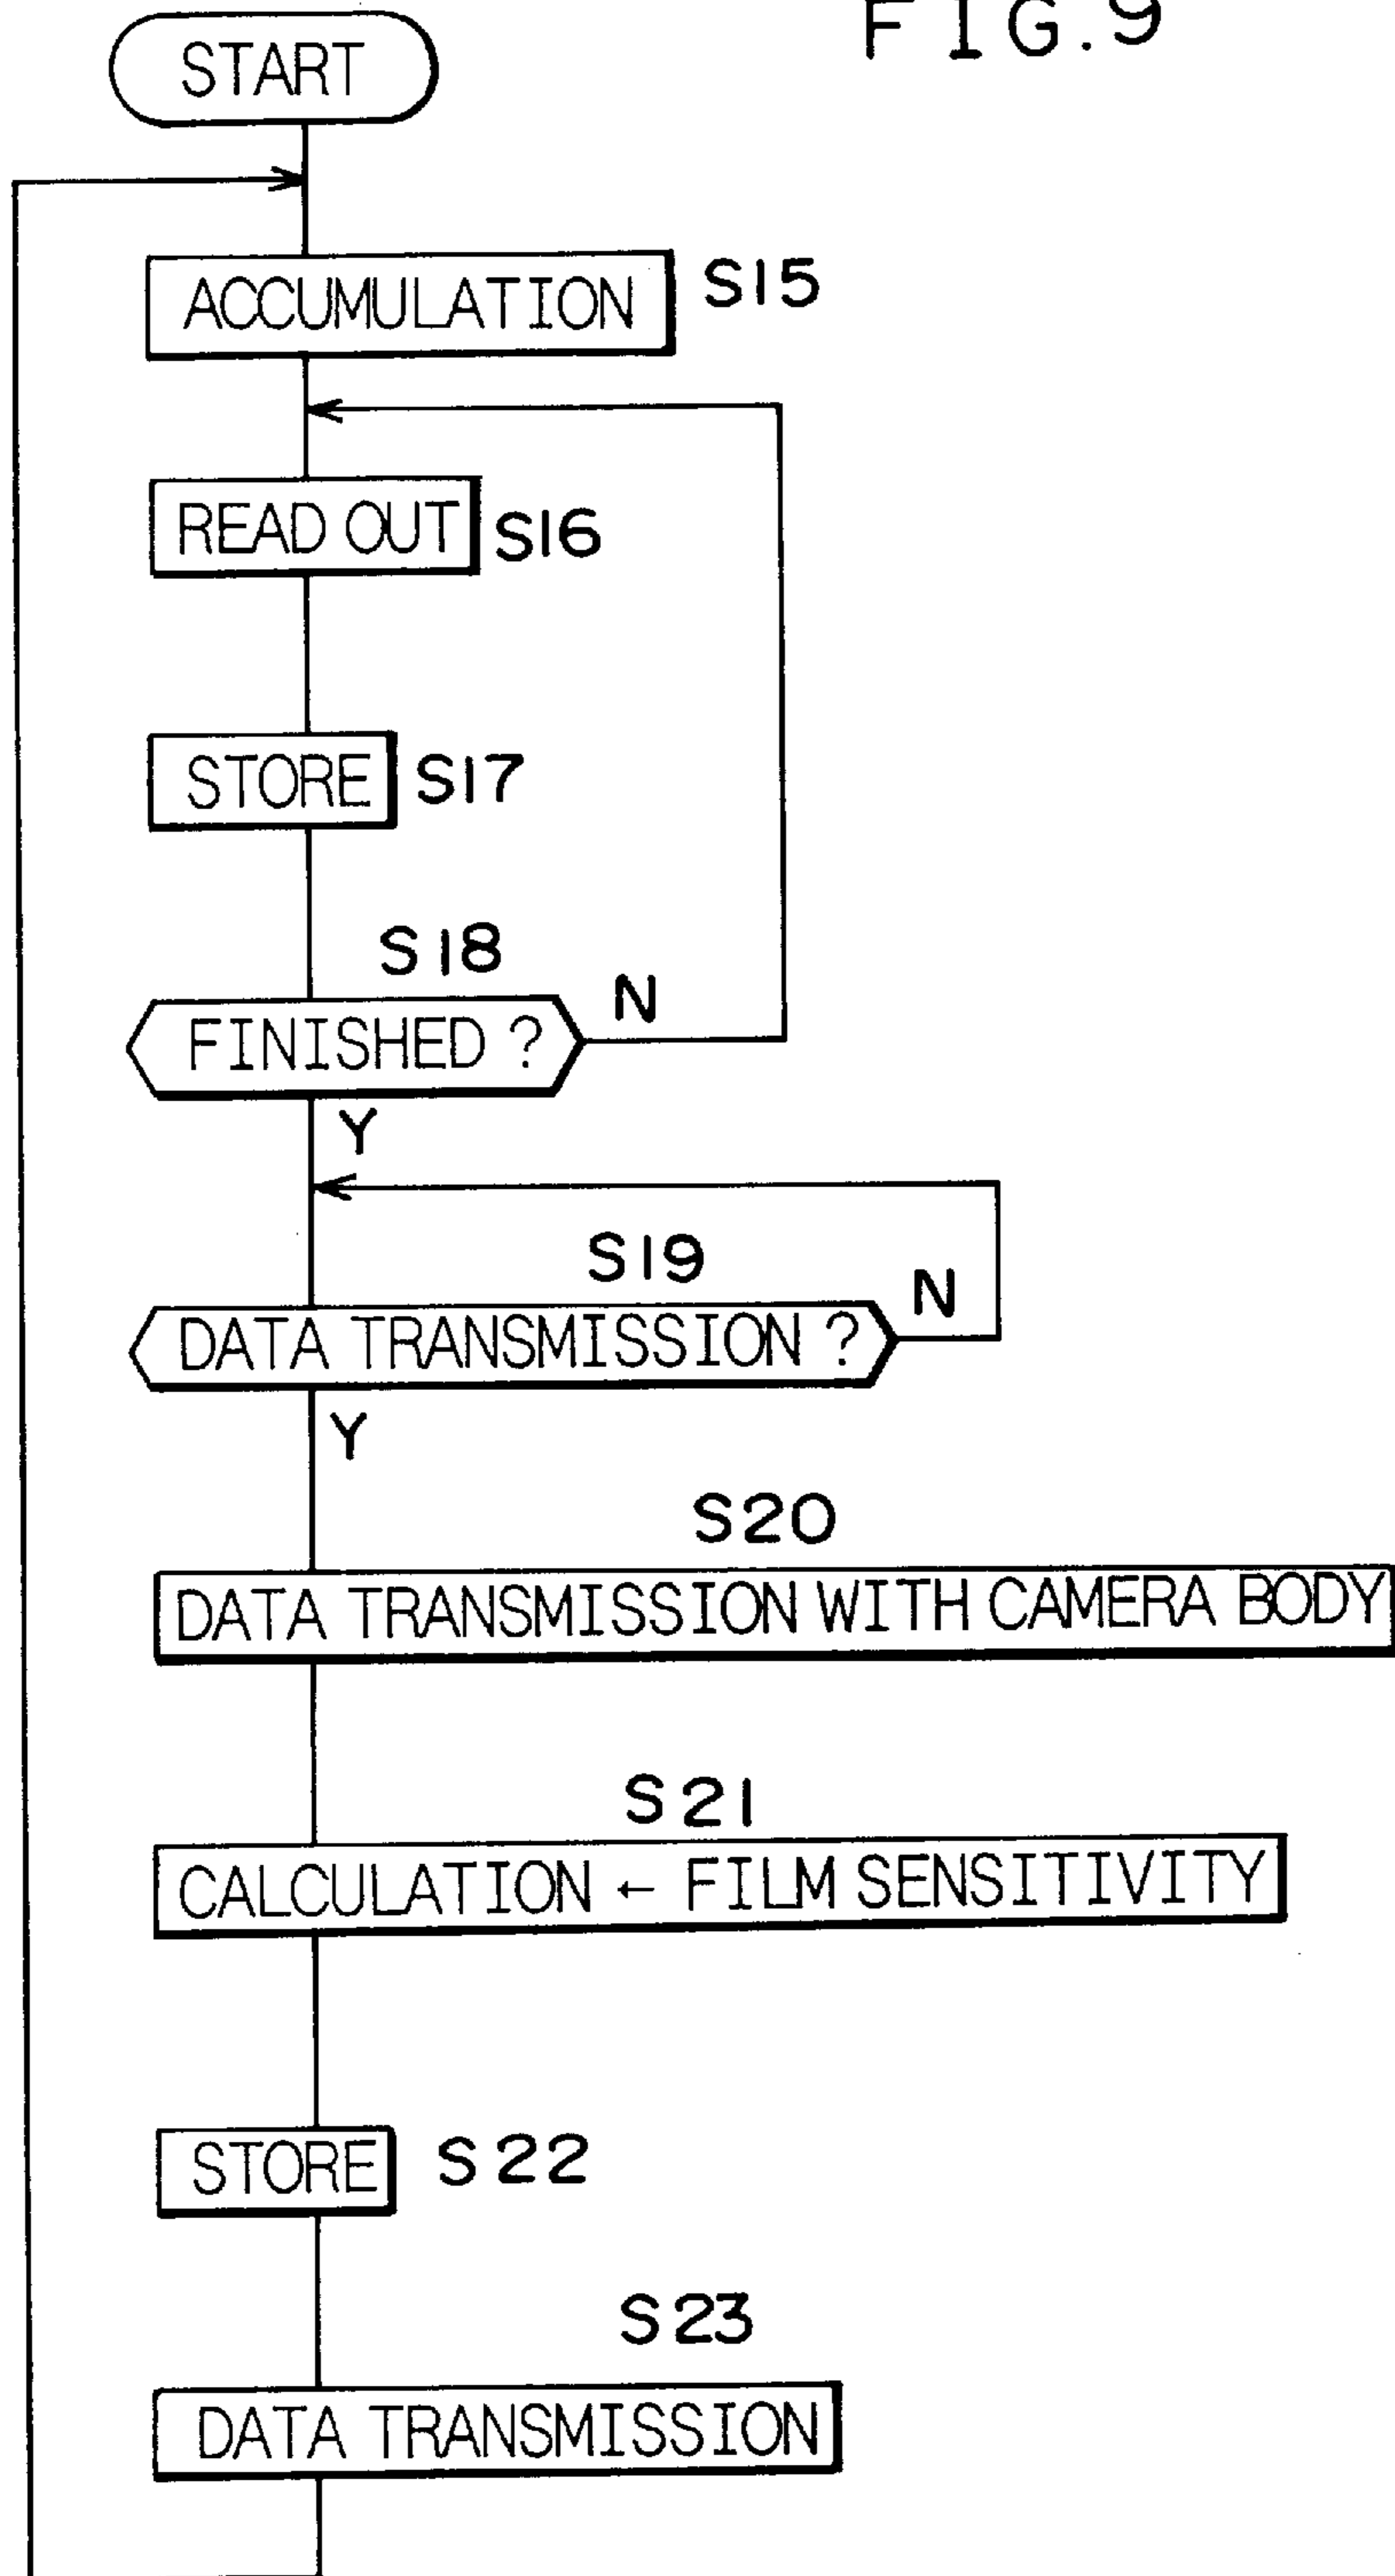 FIG.9
START
ACCUMULATION S15
READ OUT S16
STORE S17
S18
FINISHED ? N
Y
S19
N
DATA TRANSMISSION ?
Y
S20
DATA TRANSMISSION WITH CAMERA BODY
S21
CALCULATION ← FILM SENSITIVITY
STORE S22
S23
DATA TRANSMISSION